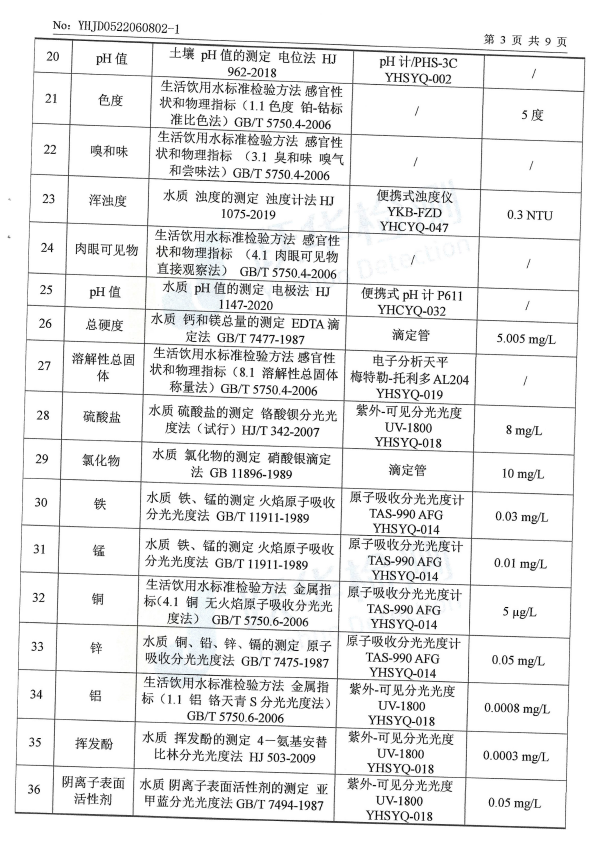 No: YHJD0522060802-1
第 3 页 共 9 页
20 pH 值 土壤 pH 值的测定 电位法 HJ 962-2018 pH 计/PHS-3C YHSYQ-002 /
21 色度 生活饮用水标准检验方法 感官性状和物理指标（1.1 色度 铂-钴标准比色法）GB/T 5750.4-2006 / 5 度
22 嗅和味 生活饮用水标准检验方法 感官性状和物理指标 （3.1 臭和味 嗅气和尝味法）GB/T 5750.4-2006 / /
23 浑浊度 水质 浊度的测定 浊度计法 HJ 1075-2019 便携式浊度仪 YKB-FZD YHCYQ-047 0.3 NTU
24 肉眼可见物 生活饮用水标准检验方法 感官性状和物理指标 （4.1 肉眼可见物 直接观察法） GB/T 5750.4-2006 / /
25 pH 值 水质 pH 值的测定 电极法 HJ 1147-2020 便携式 pH 计 P611 YHCYQ-032 /
26 总硬度 水质 钙和镁总量的测定 EDTA 滴定法 GB/T 7477-1987 滴定管 5.005 mg/L
27 溶解性总固体 生活饮用水标准检验方法 感官性状和物理指标（8.1 溶解性总固体 称量法）GB/T 5750.4-2006 电子分析天平 梅特勒-托利多 AL204 YHSYQ-019 /
28 硫酸盐 水质 硫酸盐的测定 铬酸钡分光光度法（试行）HJ/T 342-2007 紫外-可见分光光度 UV-1800 YHSYQ-018 8 mg/L
29 氯化物 水质 氯化物的测定 硝酸银滴定法 GB 11896-1989 滴定管 10 mg/L
30 铁 水质 铁、锰的测定 火焰原子吸收分光光度法 GB/T 11911-1989 原子吸收分光光度计 TAS-990 AFG YHSYQ-014 0.03 mg/L
31 锰 水质 铁、锰的测定 火焰原子吸收分光光度法 GB/T 11911-1989 原子吸收分光光度计 TAS-990 AFG YHSYQ-014 0.01 mg/L
32 铜 生活饮用水标准检验方法 金属指标(4.1 铜 无火焰原子吸收分光光度法） GB/T 5750.6-2006 原子吸收分光光度计 TAS-990 AFG YHSYQ-014 5 μg/L
33 锌 水质 铜、铅、锌、镉的测定 原子吸收分光光度法 GB/T 7475-1987 原子吸收分光光度计 TAS-990 AFG YHSYQ-014 0.05 mg/L
34 铝 生活饮用水标准检验方法 金属指标（1.1 铝 铬天青 S 分光光度法） GB/T 5750.6-2006 紫外-可见分光光度 UV-1800 YHSYQ-018 0.0008 mg/L
35 挥发酚 水质 挥发酚的测定 4－氨基安替比林分光光度法 HJ 503-2009 紫外-可见分光光度 UV-1800 YHSYQ-018 0.0003 mg/L
36 阴离子表面活性剂 水质 阴离子表面活性剂的测定 亚甲蓝分光光度法 GB/T 7494-1987 紫外-可见分光光度 UV-1800 YHSYQ-018 0.05 mg/L